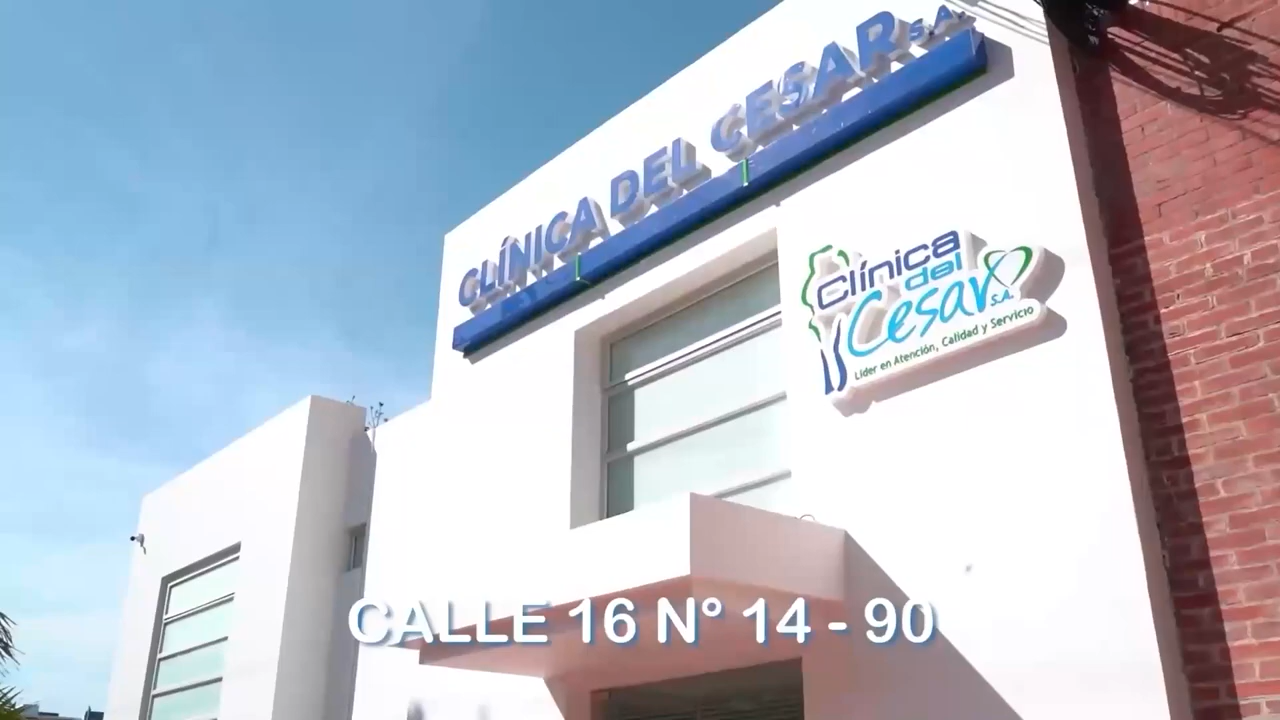 CLÍNICA DEL CESAR S.A.
Clínica
del
Cesar S.A.
Líder en Atención, Calidad y Servicio
CALLE 16 N° 14 - 90